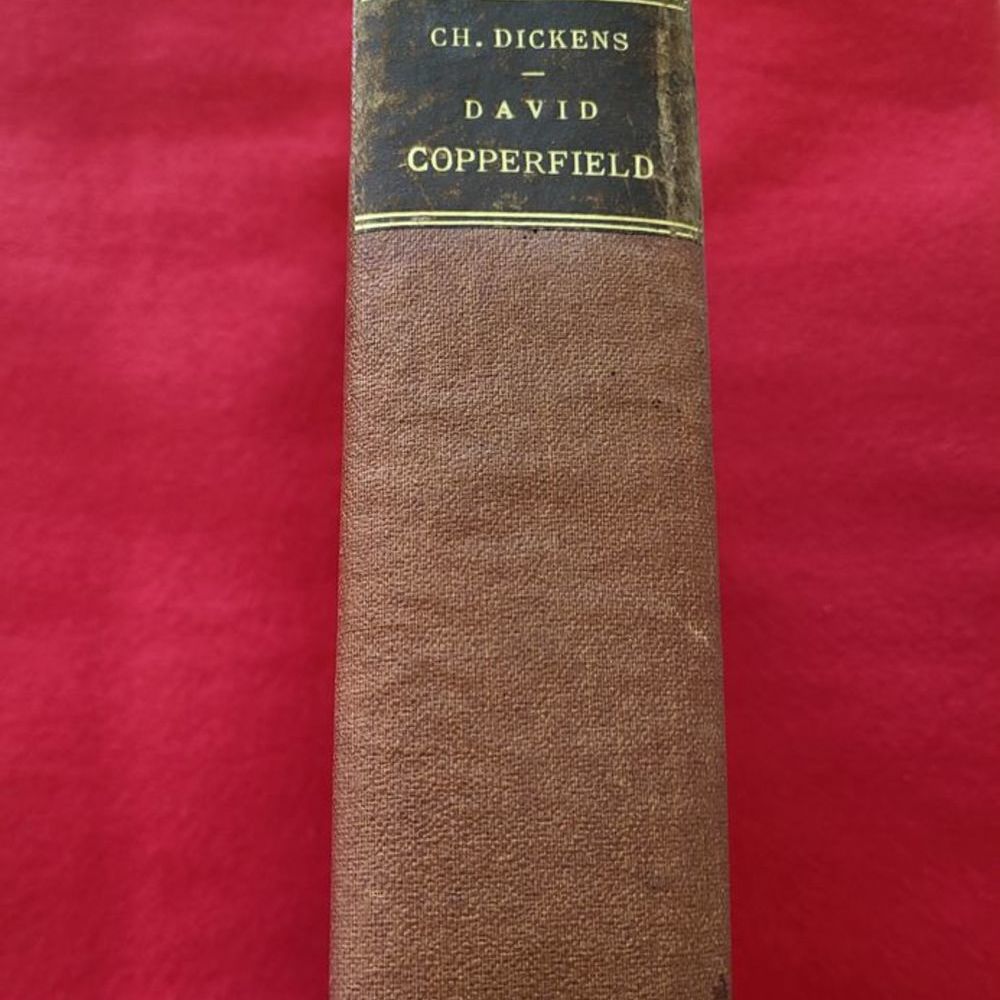 CH. DICKENS
—
DAVID
COPPERFIELD